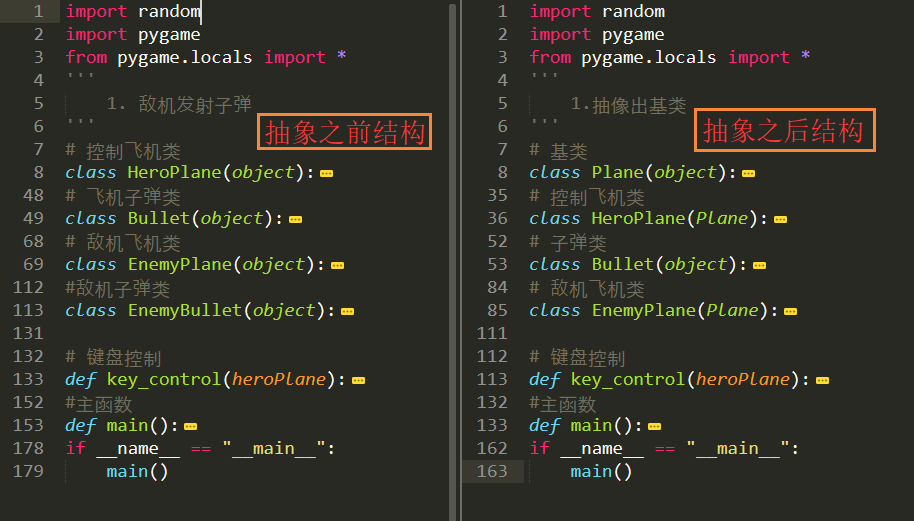 1 import random
2 import pygame
3 from pygame.locals import *
4 '''
5 1. 敌机发射子弹
6 '''
抽象之前结构
7 # 控制飞机类
8 class HeroPlane(object):
48 # 飞机子弹类
49 class Bullet(object):
68 # 敌机飞机类
69 class EnemyPlane(object):
112 #敌机子弹类
113 class EnemyBullet(object):
131
132 # 键盘控制
133 def key_control(heroPlane):
152 #主函数
153 def main():
178 if __name__ == "__main__":
179 main()
1 import random
2 import pygame
3 from pygame.locals import *
4 '''
5 1.抽像出基类
6 '''
抽象之后结构
7 # 基类
8 class Plane(object):
35 # 控制飞机类
36 class HeroPlane(Plane):
52 # 子弹类
53 class Bullet(object):
84 # 敌机飞机类
85 class EnemyPlane(Plane):
111
112 # 键盘控制
113 def key_control(heroPlane):
132 #主函数
133 def main():
162 if __name__ == "__main__":
163 main()